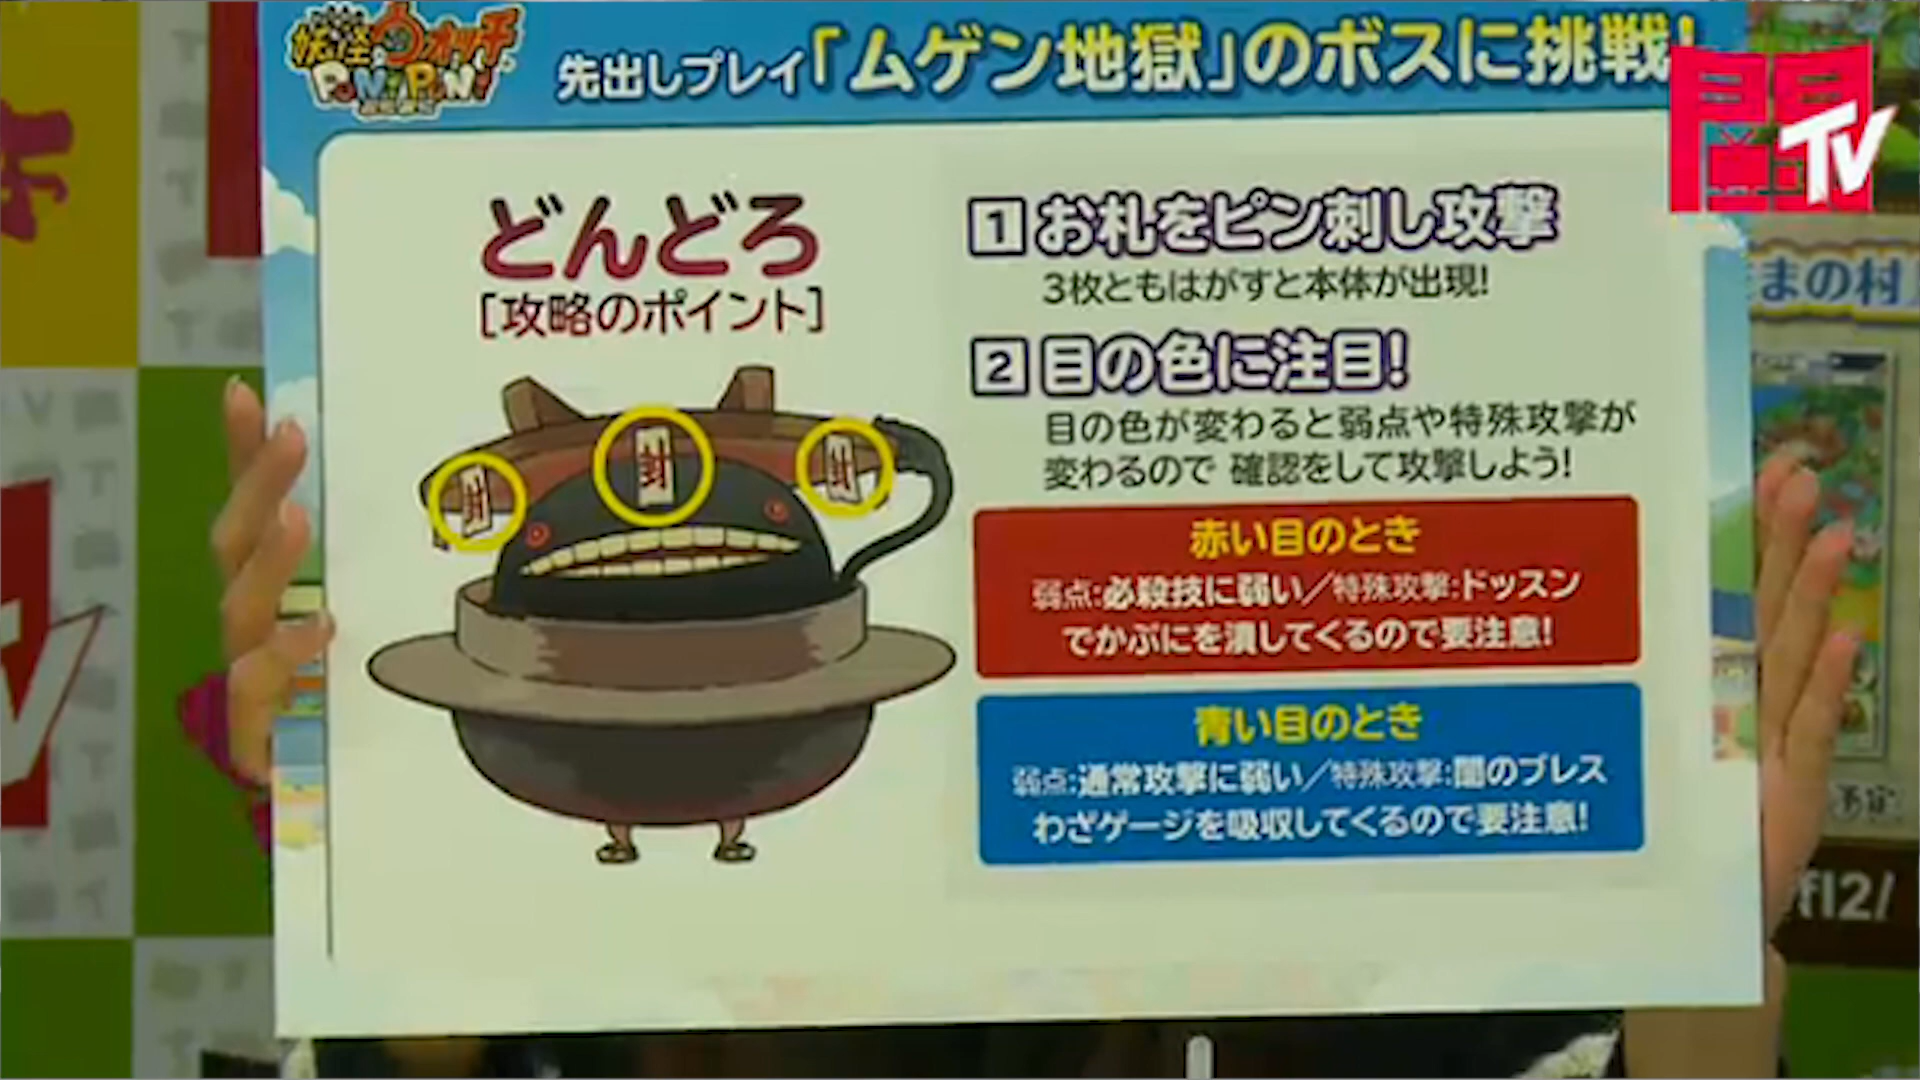 妖怪ウォッチ
先出しプレイ「ムゲン地獄」のボスに挑戦!
TV
どんどろ
[攻略のポイント]
封
封
封
1 お札をピン刺し攻撃
3枚ともはがすと本体が出現!
2 目の色に注目!
目の色が変わると弱点や特殊攻撃が
変わるので 確認をして攻撃しよう!
赤い目のとき
弱点:必殺技に弱い/特殊攻撃:ドッスン
でかぷにを潰してくるので要注意!
青い目のとき
弱点:通常攻撃に弱い/特殊攻撃:闇のブレス
わざゲージを吸収してくるので要注意!
まの村
fl2/